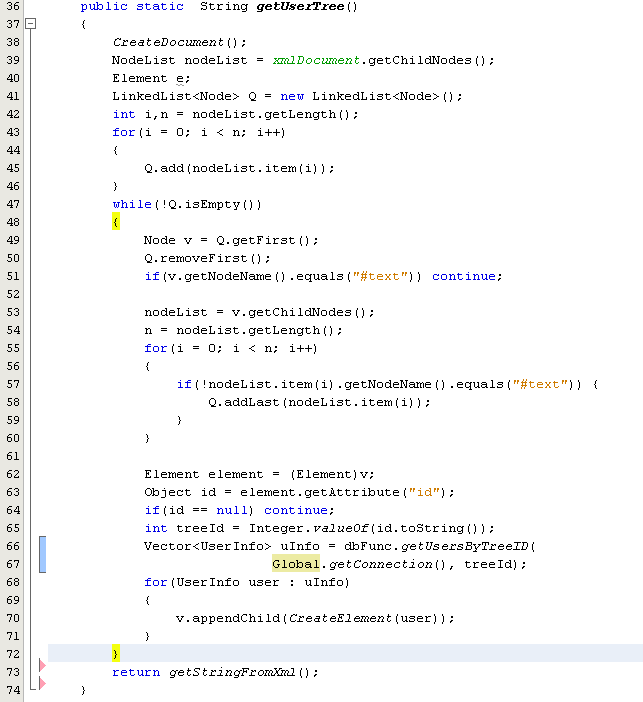 36 public static String getUserTree()
37 {
38 CreateDocument();
39 NodeList nodeList = xmlDocument.getChildNodes();
40 Element e;
41 LinkedList<Node> Q = new LinkedList<Node>();
42 int i,n = nodeList.getLength();
43 for(i = 0; i < n; i++)
44 {
45 Q.add(nodeList.item(i));
46 }
47 while(!Q.isEmpty())
48 {
49 Node v = Q.getFirst();
50 Q.removeFirst();
51 if(v.getNodeName().equals("#text")) continue;
52
53 nodeList = v.getChildNodes();
54 n = nodeList.getLength();
55 for(i = 0; i < n; i++)
56 {
57 if(!nodeList.item(i).getNodeName().equals("#text")) {
58 Q.addLast(nodeList.item(i));
59 }
60 }
61
62 Element element = (Element)v;
63 Object id = element.getAttribute("id");
64 if(id == null) continue;
65 int treeId = Integer.valueOf(id.toString());
66 Vector<UserInfo> uInfo = dbFunc.getUsersByTreeID(
67 Global.getConnection(), treeId);
68 for(UserInfo user : uInfo)
69 {
70 v.appendChild(CreateElement(user));
71 }
72 }
73 return getStringFromXml();
74 }